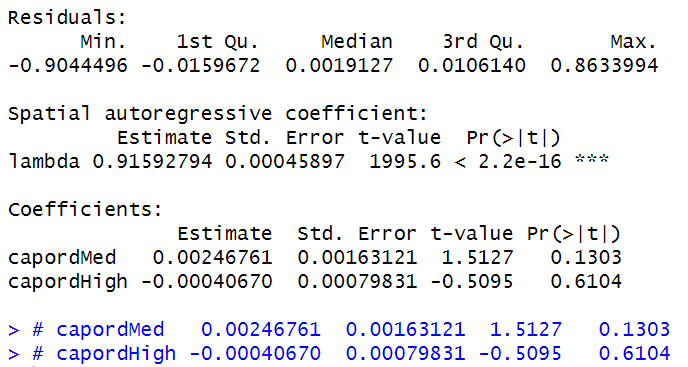 Residuals:
Min. 1st Qu. Median 3rd Qu. Max.
-0.9044496 -0.0159672 0.0019127 0.0106140 0.8633994
Spatial autoregressive coefficient:
Estimate Std. Error t-value Pr(>|t|)
lambda 0.91592794 0.00045897 1995.6 < 2.2e-16 ***
Coefficients:
Estimate Std. Error t-value Pr(>|t|)
capordMed 0.00246761 0.00163121 1.5127 0.1303
capordHigh -0.00040670 0.00079831 -0.5095 0.6104
> # capordMed 0.00246761 0.00163121 1.5127 0.1303
> # capordHigh -0.00040670 0.00079831 -0.5095 0.6104